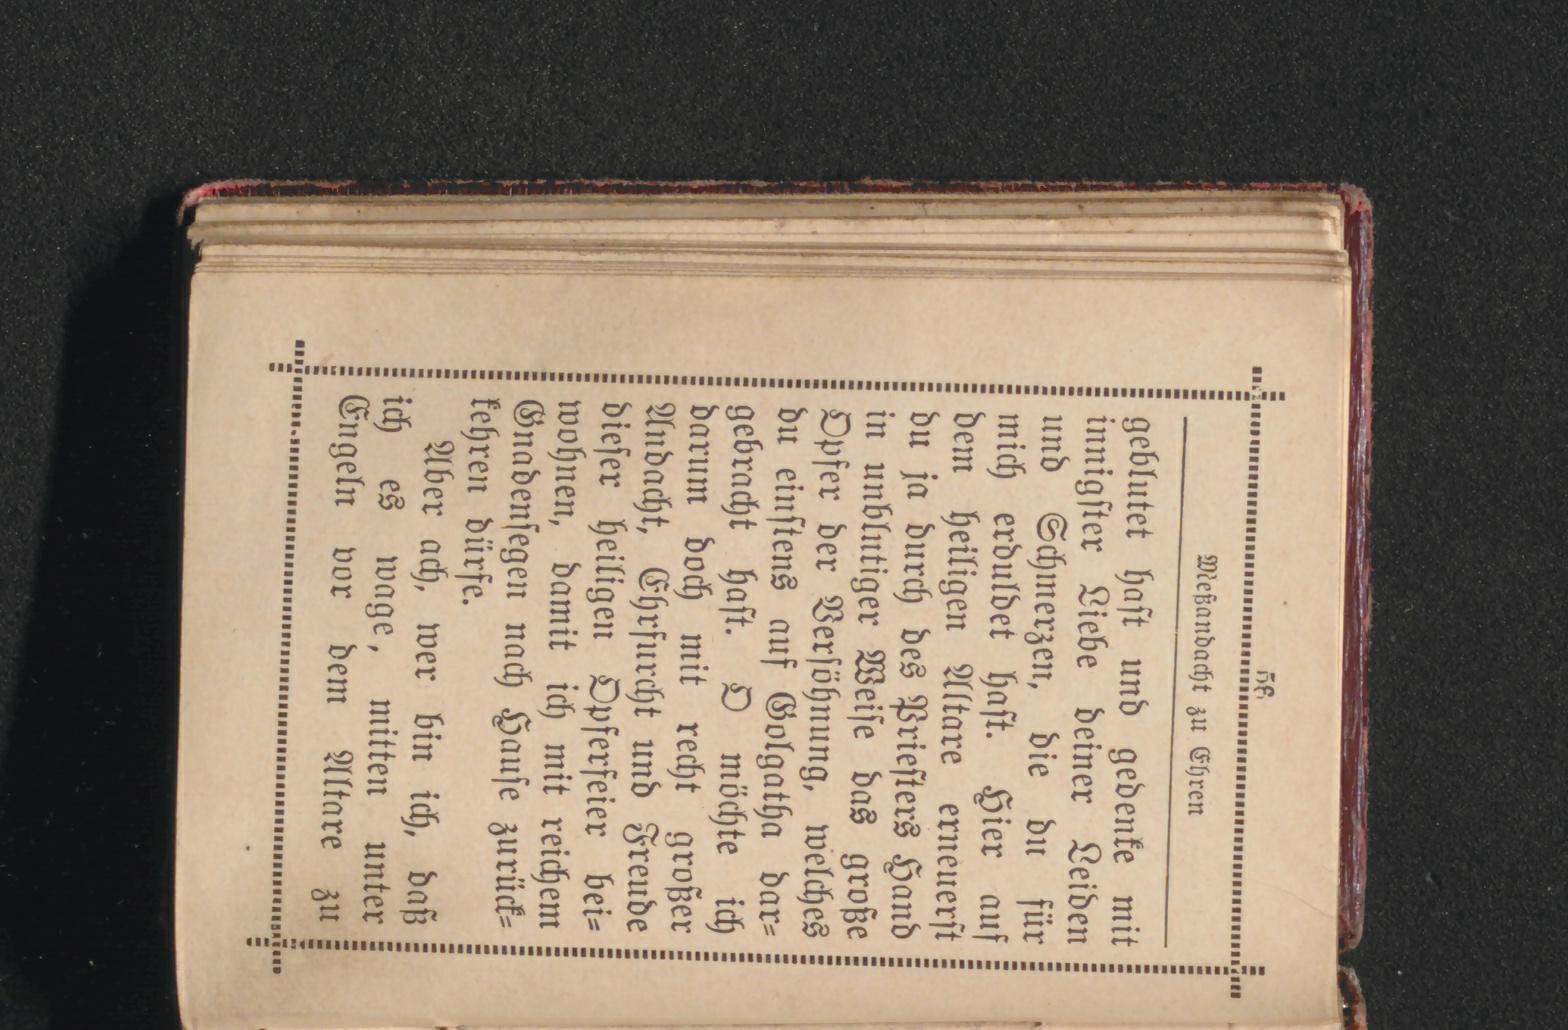 54
Meßandacht zu Ehren
geblutet hast und gedenke mit
innigster Liebe deiner Leiden
und Schmerzen, die du für
mich erduldet hast. Hier auf
den heiligen Altare erneuerst
du ja durch des Priesters Hand
in unblutiger Weise das große
Opfer der Versöhnung, welches
du einstens auf Golgatha dar-
gebracht hast. O möchte ich
darum doch mit recht großer
Andacht, Ehrfurcht und Freude
dieser heiligen Opferfeier bei-
wohnen, damit ich mit reichem
Gnadensegen nach Hause zurück-
kehren dürfe.
Aber ach, wer bin ich, daß
ich es wage, mitten unter
Engeln vor dem Altare zu